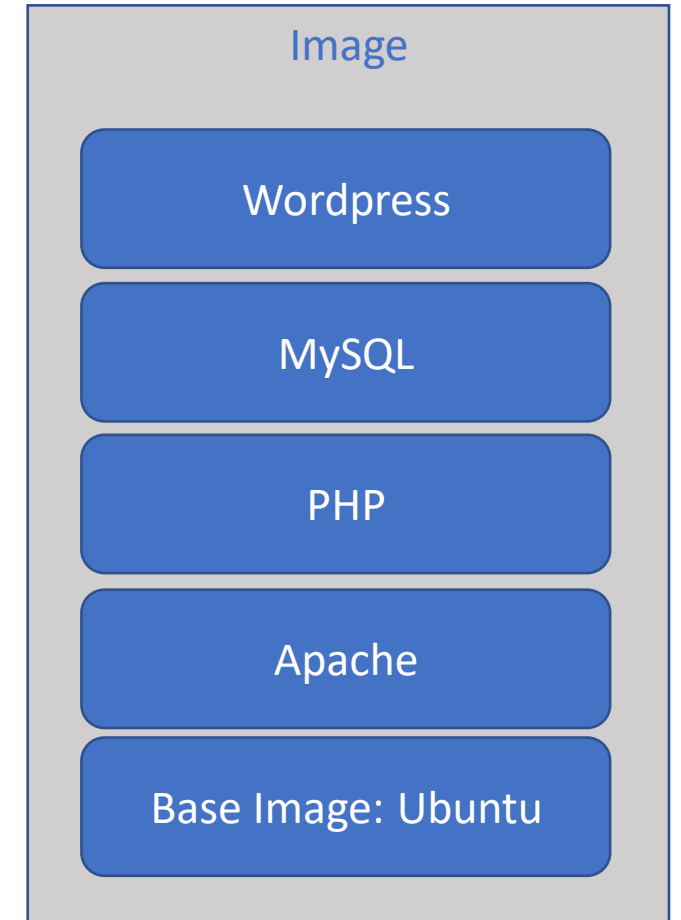 Image
Wordpress
MySQL
PHP
Apache
Base Image: Ubuntu